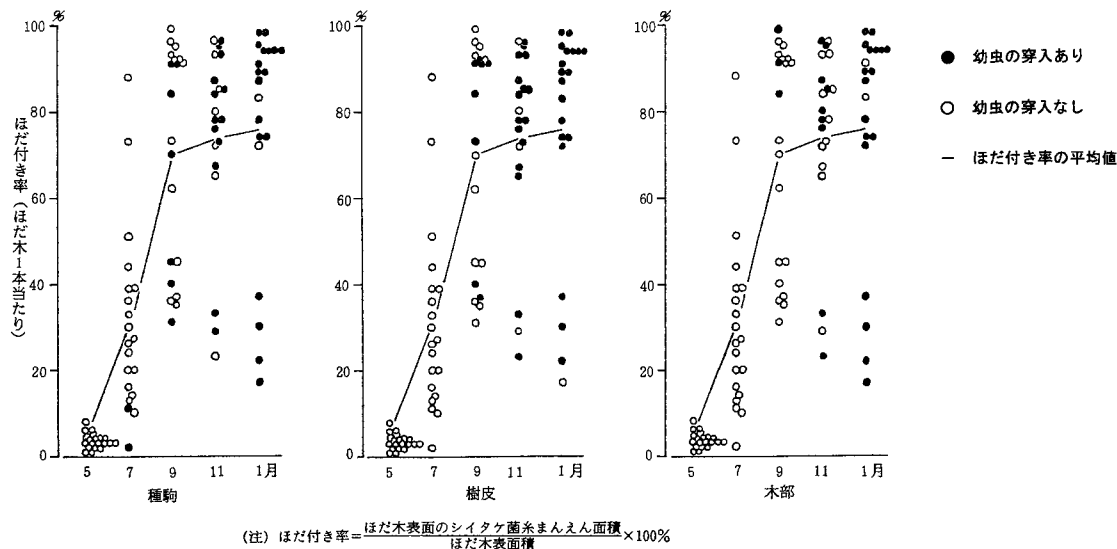 %
100
80
60
40
20
0
ほだ付き率(ほだ木1本当たり)
5 7 9 11 1月
種駒
%
100
80
60
40
20
0
5 7 9 11 1月
樹皮
%
100
80
60
40
20
0
5 7 9 11 1月
木部
● 幼虫の穿入あり
○ 幼虫の穿入なし
— ほだ付き率の平均値
(注) ほだ付き率=ほだ木表面のシイタケ菌糸まんえん面積/ほだ木表面積×100%